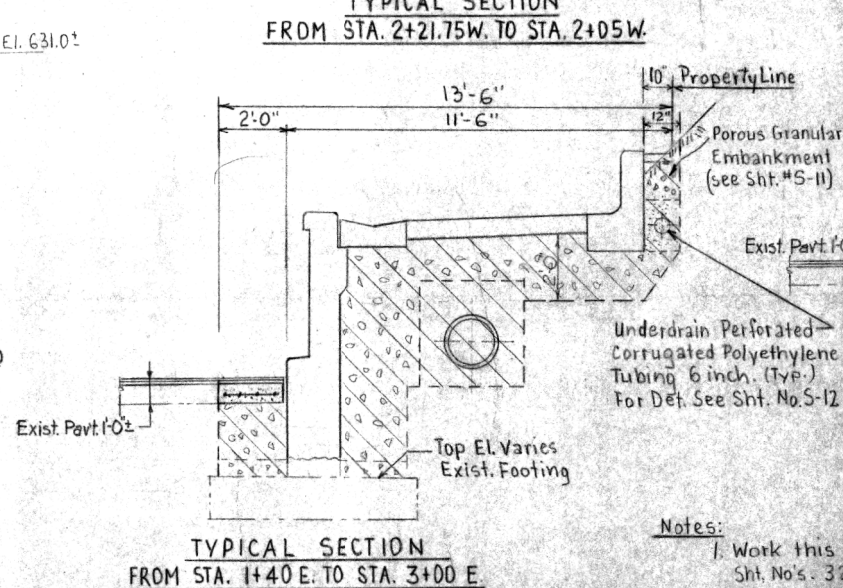 TYPICAL SECTION
FROM STA. 2+21.75W. TO STA. 2+05W.
El. 631.0±
10" Property Line
13'-6"
2'-0" 11'-6" 12"
Porous Granular
Embankment
(see Sht. #S-11)
Exist. Pavt. 1'-0
Underdrain Perforated
Corrugated Polyethylene
Tubing 6 inch. (Typ.)
For Det. See Sht. No. S-12
Exist. Pavt. 1'-0"±
Top El. Varies
Exist. Footing
TYPICAL SECTION
FROM STA. 1+40 E. TO STA. 3+00 E.
Notes:
1. Work this
Sht. No's. 3